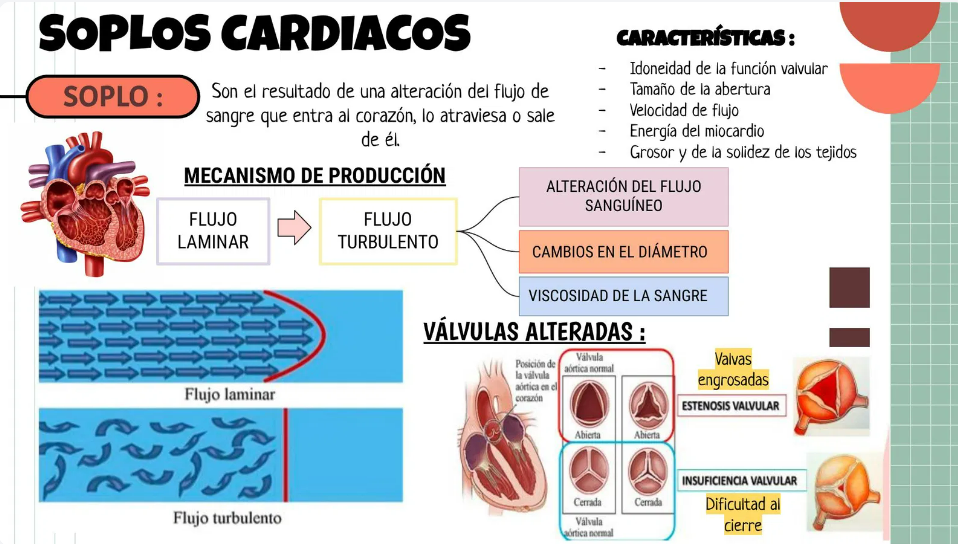 SOPLOS CARDIACOS
SOPLO :
Son el resultado de una alteración del flujo de
sangre que entra al corazón, lo atraviesa o sale
de él.
CARACTERÍSTICAS :
- Idoneidad de la función valvular
- Tamaño de la abertura
- Velocidad de flujo
- Energía del miocardio
- Grosor y de la solidez de los tejidos
MECANISMO DE PRODUCCIÓN
FLUJO
LAMINAR
FLUJO
TURBULENTO
ALTERACIÓN DEL FLUJO
SANGUÍNEO
CAMBIOS EN EL DIÁMETRO
VISCOSIDAD DE LA SANGRE
Flujo laminar
Flujo turbulento
VÁLVULAS ALTERADAS :
Posición de
la válvula
aórtica en el
corazón
Válvula
aórtica normal
Abierta
Abierta
Cerrada
Cerrada
Válvula
aórtica normal
Valvas
engrosadas
ESTENOSIS VALVULAR
INSUFICIENCIA VALVULAR
Dificultad al
cierre